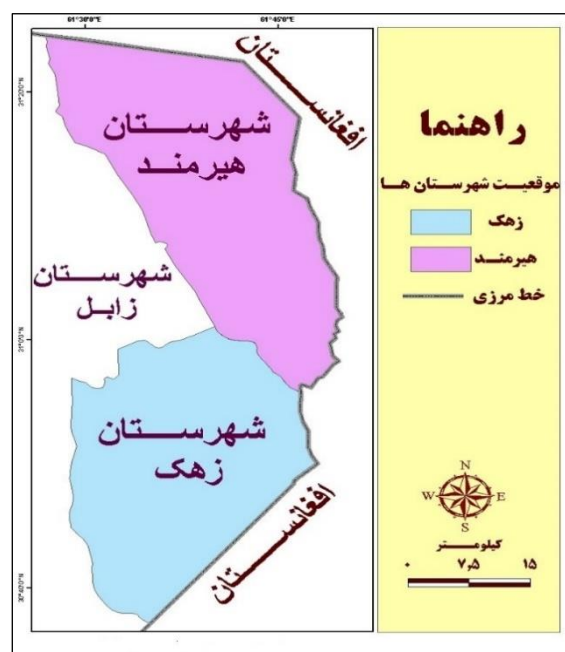 61°30'0"E
61°45'0"E
افغانستان
شهرستان
هیرمند
شهرستان
زابل
شهرستان
زهک
افغانستان
راهنما
موقعیت شهرستان ها
زهک
هیرمند
خط مرزی
N
W
E
S
کیلومتر
۰ ۷٫۵ ۱۵